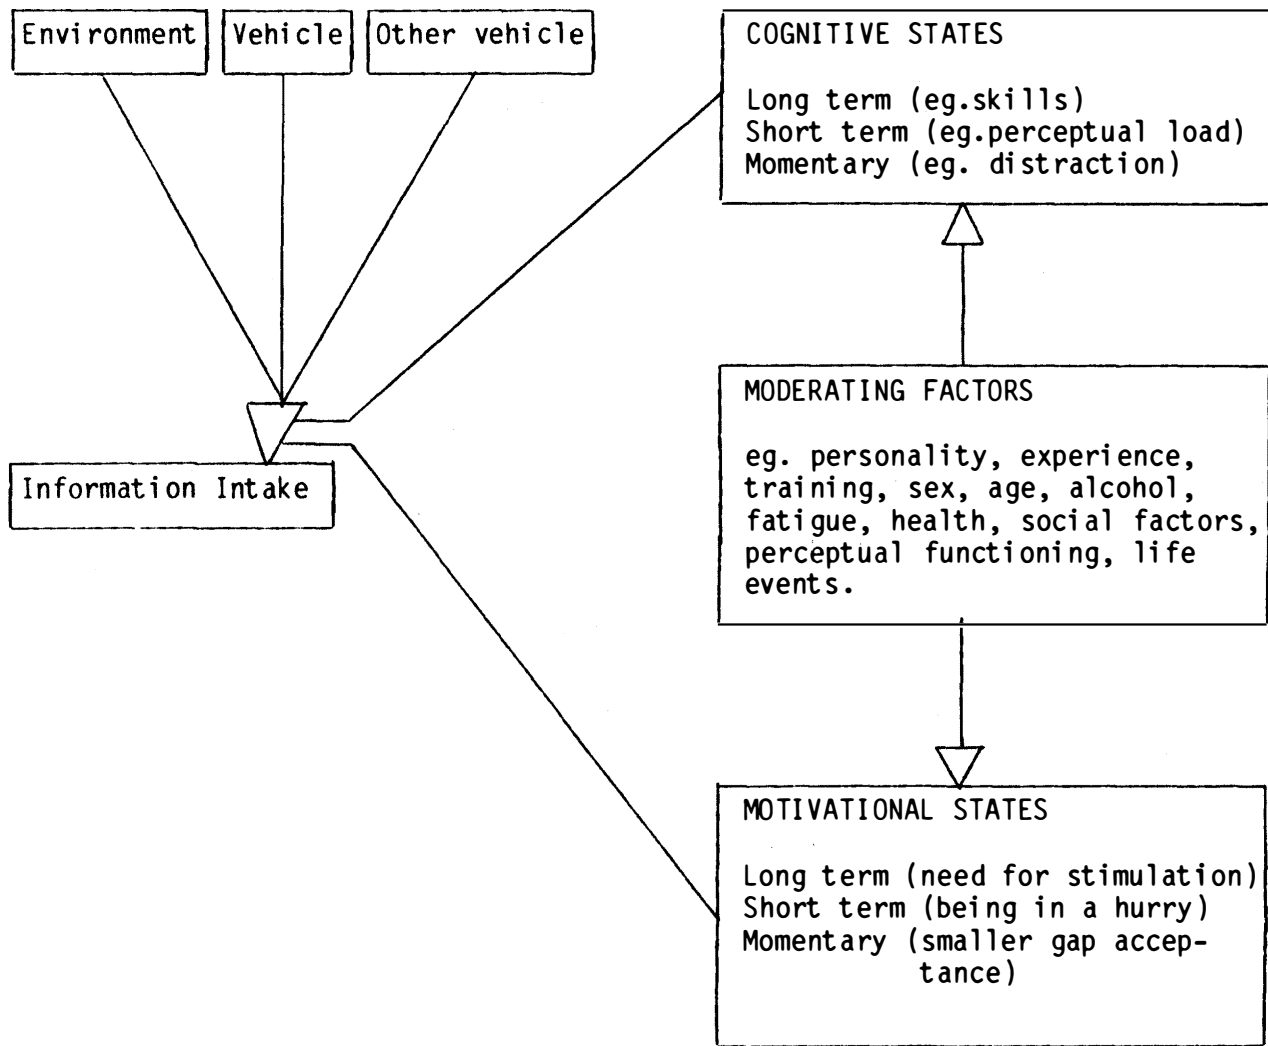 Environment
Vehicle
Other vehicle
COGNITIVE STATES
Long term (eg.skills)
Short term (eg.perceptual load)
Momentary (eg. distraction)
Information Intake
MODERATING FACTORS
eg. personality, experience,
training, sex, age, alcohol,
fatigue, health, social factors,
perceptual functioning, life
events.
MOTIVATIONAL STATES
Long term (need for stimulation)
Short term (being in a hurry)
Momentary (smaller gap accep-
tance)